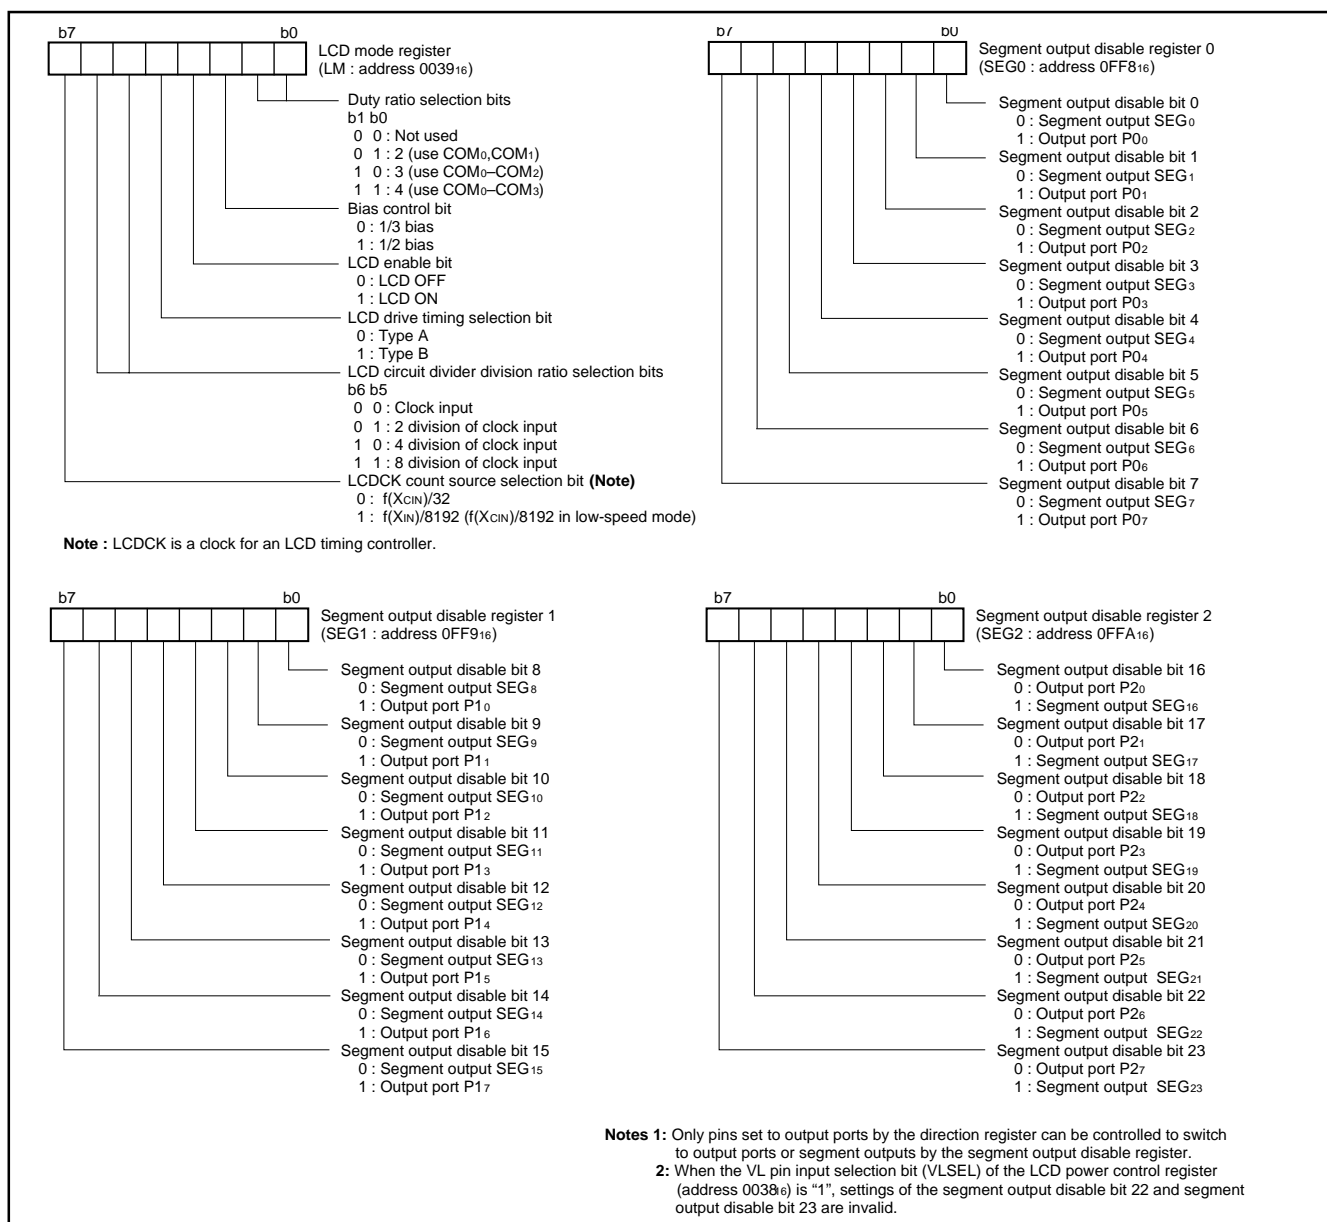 b7 b0
LCD mode register
(LM : address 0039₁₆)
Duty ratio selection bits
b1 b0
0 0 : Not used
0 1 : 2 (use COM₀,COM₁)
1 0 : 3 (use COM₀–COM₂)
1 1 : 4 (use COM₀–COM₃)
Bias control bit
0 : 1/3 bias
1 : 1/2 bias
LCD enable bit
0 : LCD OFF
1 : LCD ON
LCD drive timing selection bit
0 : Type A
1 : Type B
LCD circuit divider division ratio selection bits
b6 b5
0 0 : Clock input
0 1 : 2 division of clock input
1 0 : 4 division of clock input
1 1 : 8 division of clock input
LCDCK count source selection bit (Note)
0 : f(XCIN)/32
1 : f(XIN)/8192 (f(XCIN)/8192 in low-speed mode)
Note : LCDCK is a clock for an LCD timing controller.
b7 b0
Segment output disable register 0
(SEG0 : address 0FF8₁₆)
Segment output disable bit 0
0 : Segment output SEG₀
1 : Output port P0₀
Segment output disable bit 1
0 : Segment output SEG₁
1 : Output port P0₁
Segment output disable bit 2
0 : Segment output SEG₂
1 : Output port P0₂
Segment output disable bit 3
0 : Segment output SEG₃
1 : Output port P0₃
Segment output disable bit 4
0 : Segment output SEG₄
1 : Output port P0₄
Segment output disable bit 5
0 : Segment output SEG₅
1 : Output port P0₅
Segment output disable bit 6
0 : Segment output SEG₆
1 : Output port P0₆
Segment output disable bit 7
0 : Segment output SEG₇
1 : Output port P0₇
b7 b0
Segment output disable register 1
(SEG1 : address 0FF9₁₆)
Segment output disable bit 8
0 : Segment output SEG₈
1 : Output port P1₀
Segment output disable bit 9
0 : Segment output SEG₉
1 : Output port P1₁
Segment output disable bit 10
0 : Segment output SEG₁₀
1 : Output port P1₂
Segment output disable bit 11
0 : Segment output SEG₁₁
1 : Output port P1₃
Segment output disable bit 12
0 : Segment output SEG₁₂
1 : Output port P1₄
Segment output disable bit 13
0 : Segment output SEG₁₃
1 : Output port P1₅
Segment output disable bit 14
0 : Segment output SEG₁₄
1 : Output port P1₆
Segment output disable bit 15
0 : Segment output SEG₁₅
1 : Output port P1₇
b7 b0
Segment output disable register 2
(SEG2 : address 0FFA₁₆)
Segment output disable bit 16
0 : Output port P2₀
1 : Segment output SEG₁₆
Segment output disable bit 17
0 : Output port P2₁
1 : Segment output SEG₁₇
Segment output disable bit 18
0 : Output port P2₂
1 : Segment output SEG₁₈
Segment output disable bit 19
0 : Output port P2₃
1 : Segment output SEG₁₉
Segment output disable bit 20
0 : Output port P2₄
1 : Segment output SEG₂₀
Segment output disable bit 21
0 : Output port P2₅
1 : Segment output SEG₂₁
Segment output disable bit 22
0 : Output port P2₆
1 : Segment output SEG₂₂
Segment output disable bit 23
0 : Output port P2₇
1 : Segment output SEG₂₃
Notes 1: Only pins set to output ports by the direction register can be controlled to switch
to output ports or segment outputs by the segment output disable register.
2: When the VL pin input selection bit (VLSEL) of the LCD power control register
(address 0038₁₆) is “1”, settings of the segment output disable bit 22 and segment
output disable bit 23 are invalid.